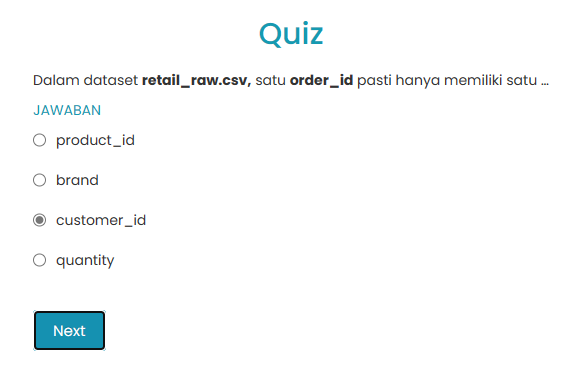 Quiz
Dalam dataset retail_raw.csv, satu order_id pasti hanya memiliki satu ...
JAWABAN
product_id
brand
customer_id
quantity
Next